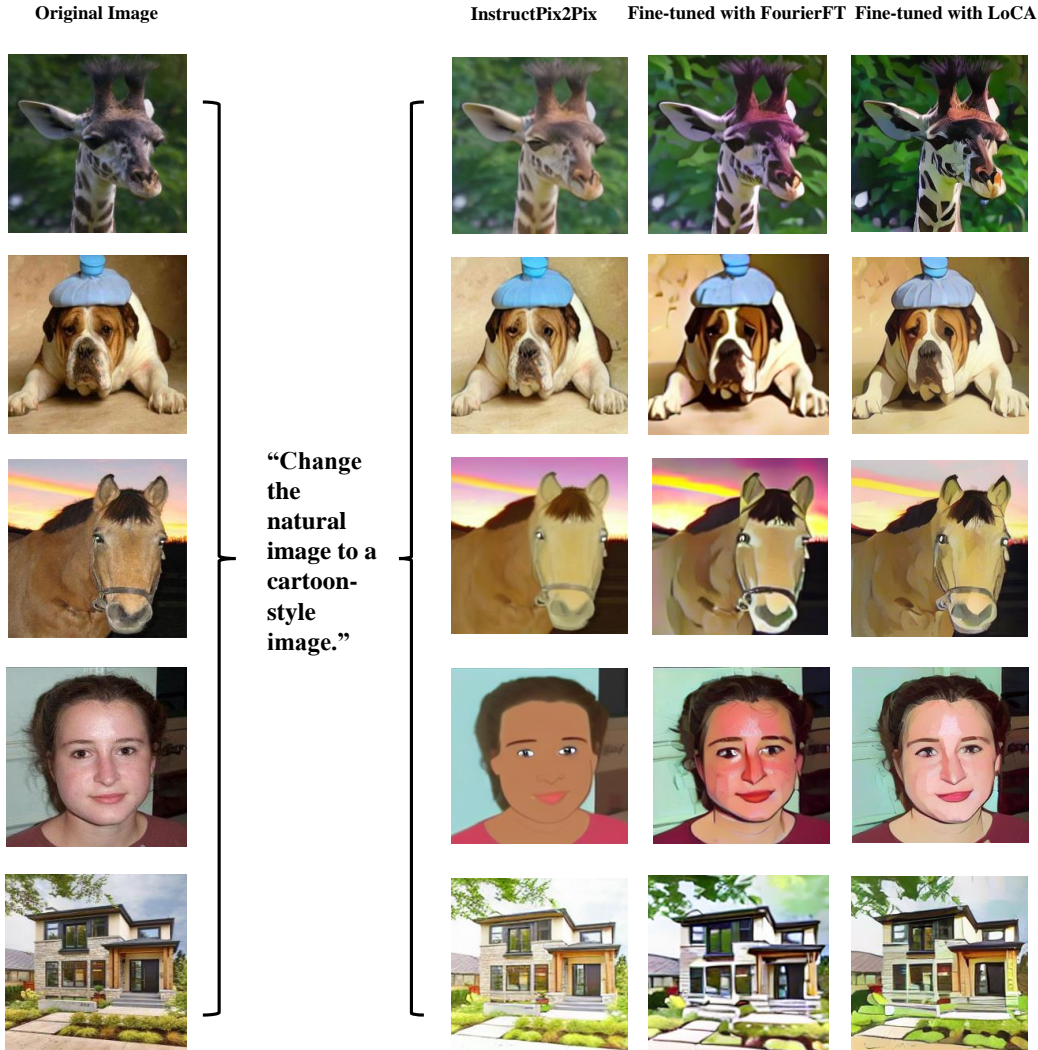 Original Image
InstructPix2Pix
Fine-tuned with FourierFT
Fine-tuned with LoCA
“Change
the
natural
image to a
cartoon-
style
image.”